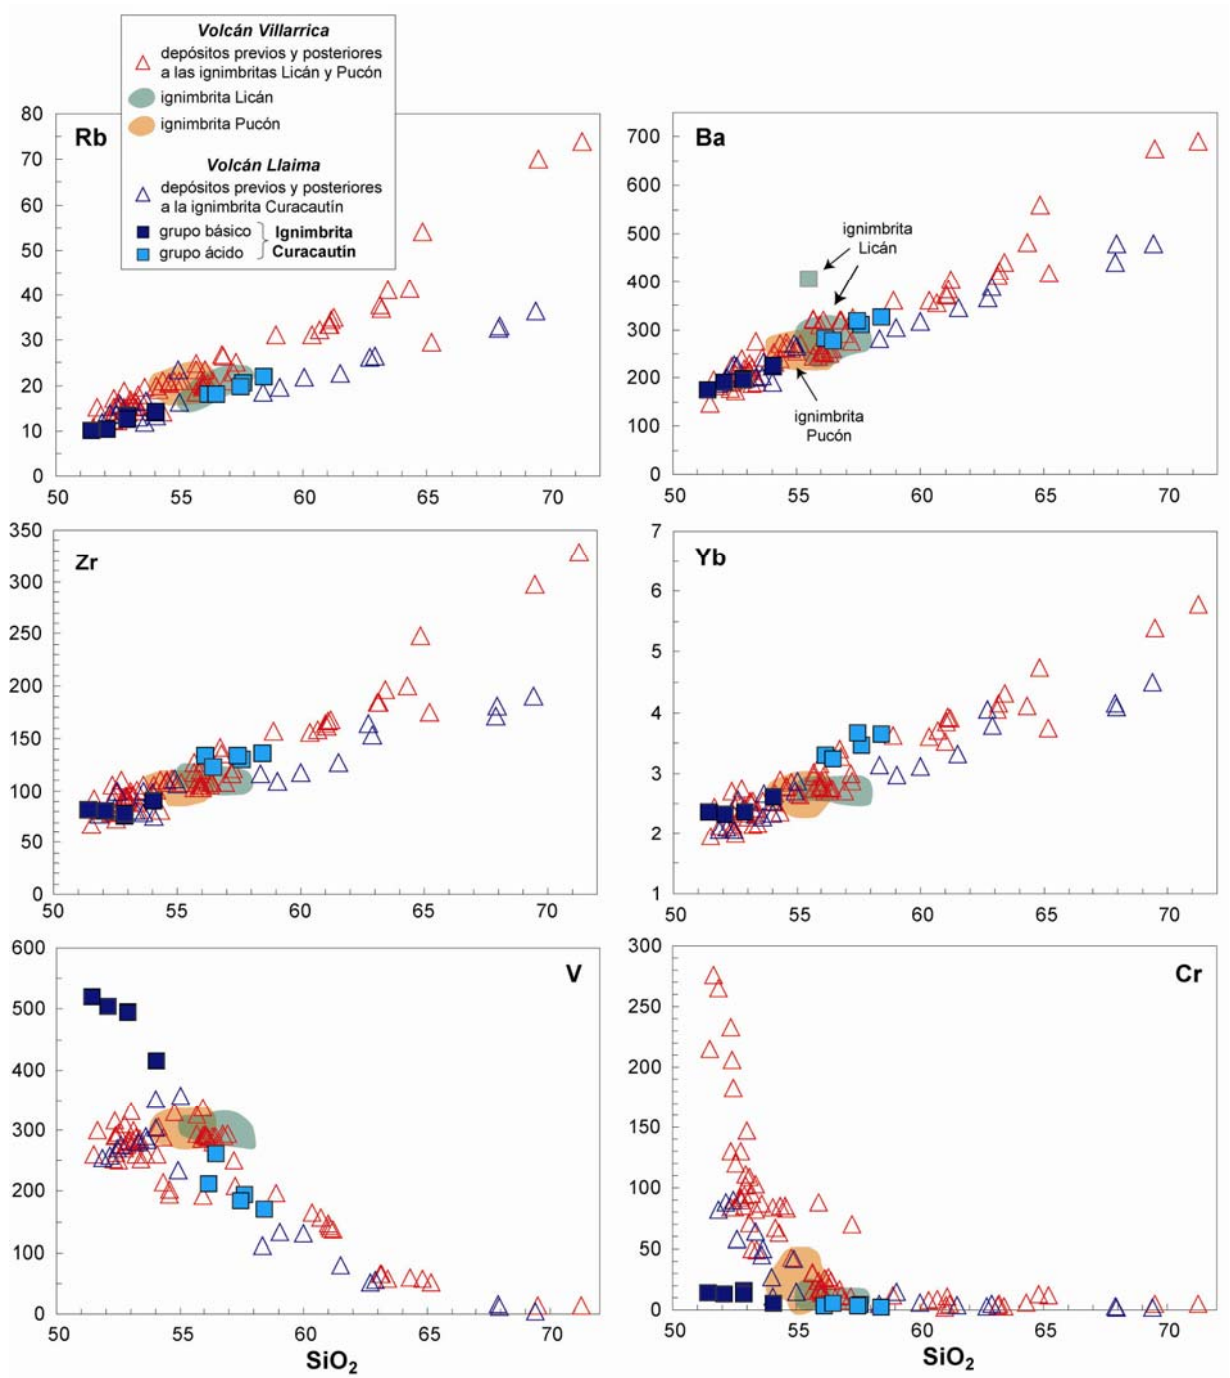 Volcán Villarrica
depósitos previos y posteriores
a las ignimbritas Licán y Pucón
ignimbrita Licán
ignimbrita Pucón
Volcán Llaima
depósitos previos y posteriores
a la ignimbrita Curacautín
grupo básico
grupo ácido
Ignimbrita
Curacautín
Rb
80
70
60
50
40
30
20
10
0
50 55 60 65 70
Ba
700
600
500
400
300
200
100
0
ignimbrita
Licán
ignimbrita
Pucón
50 55 60 65 70
Zr
350
300
250
200
150
100
50
0
50 55 60 65 70
Yb
7
6
5
4
3
2
1
50 55 60 65 70
V
600
500
400
300
200
100
0
50 55 60 65 70
SiO₂
Cr
300
250
200
150
100
50
0
50 55 60 65 70
SiO₂